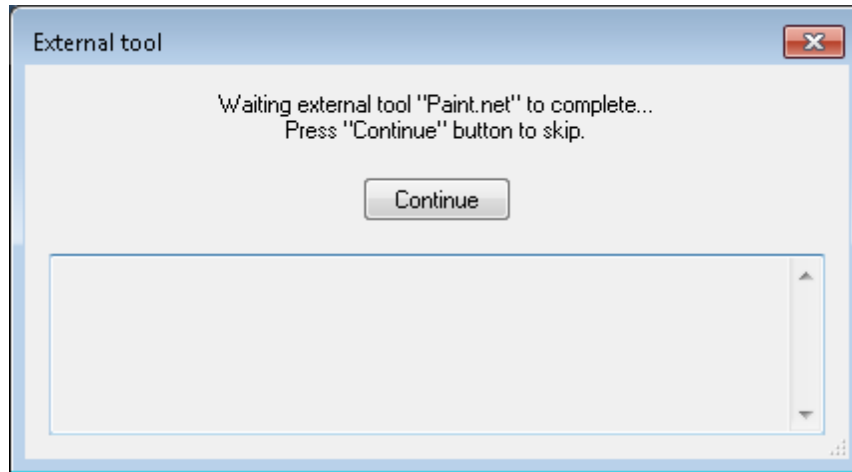 External tool
Waiting external tool "Paint.net" to complete...
Press "Continue" button to skip.
Continue